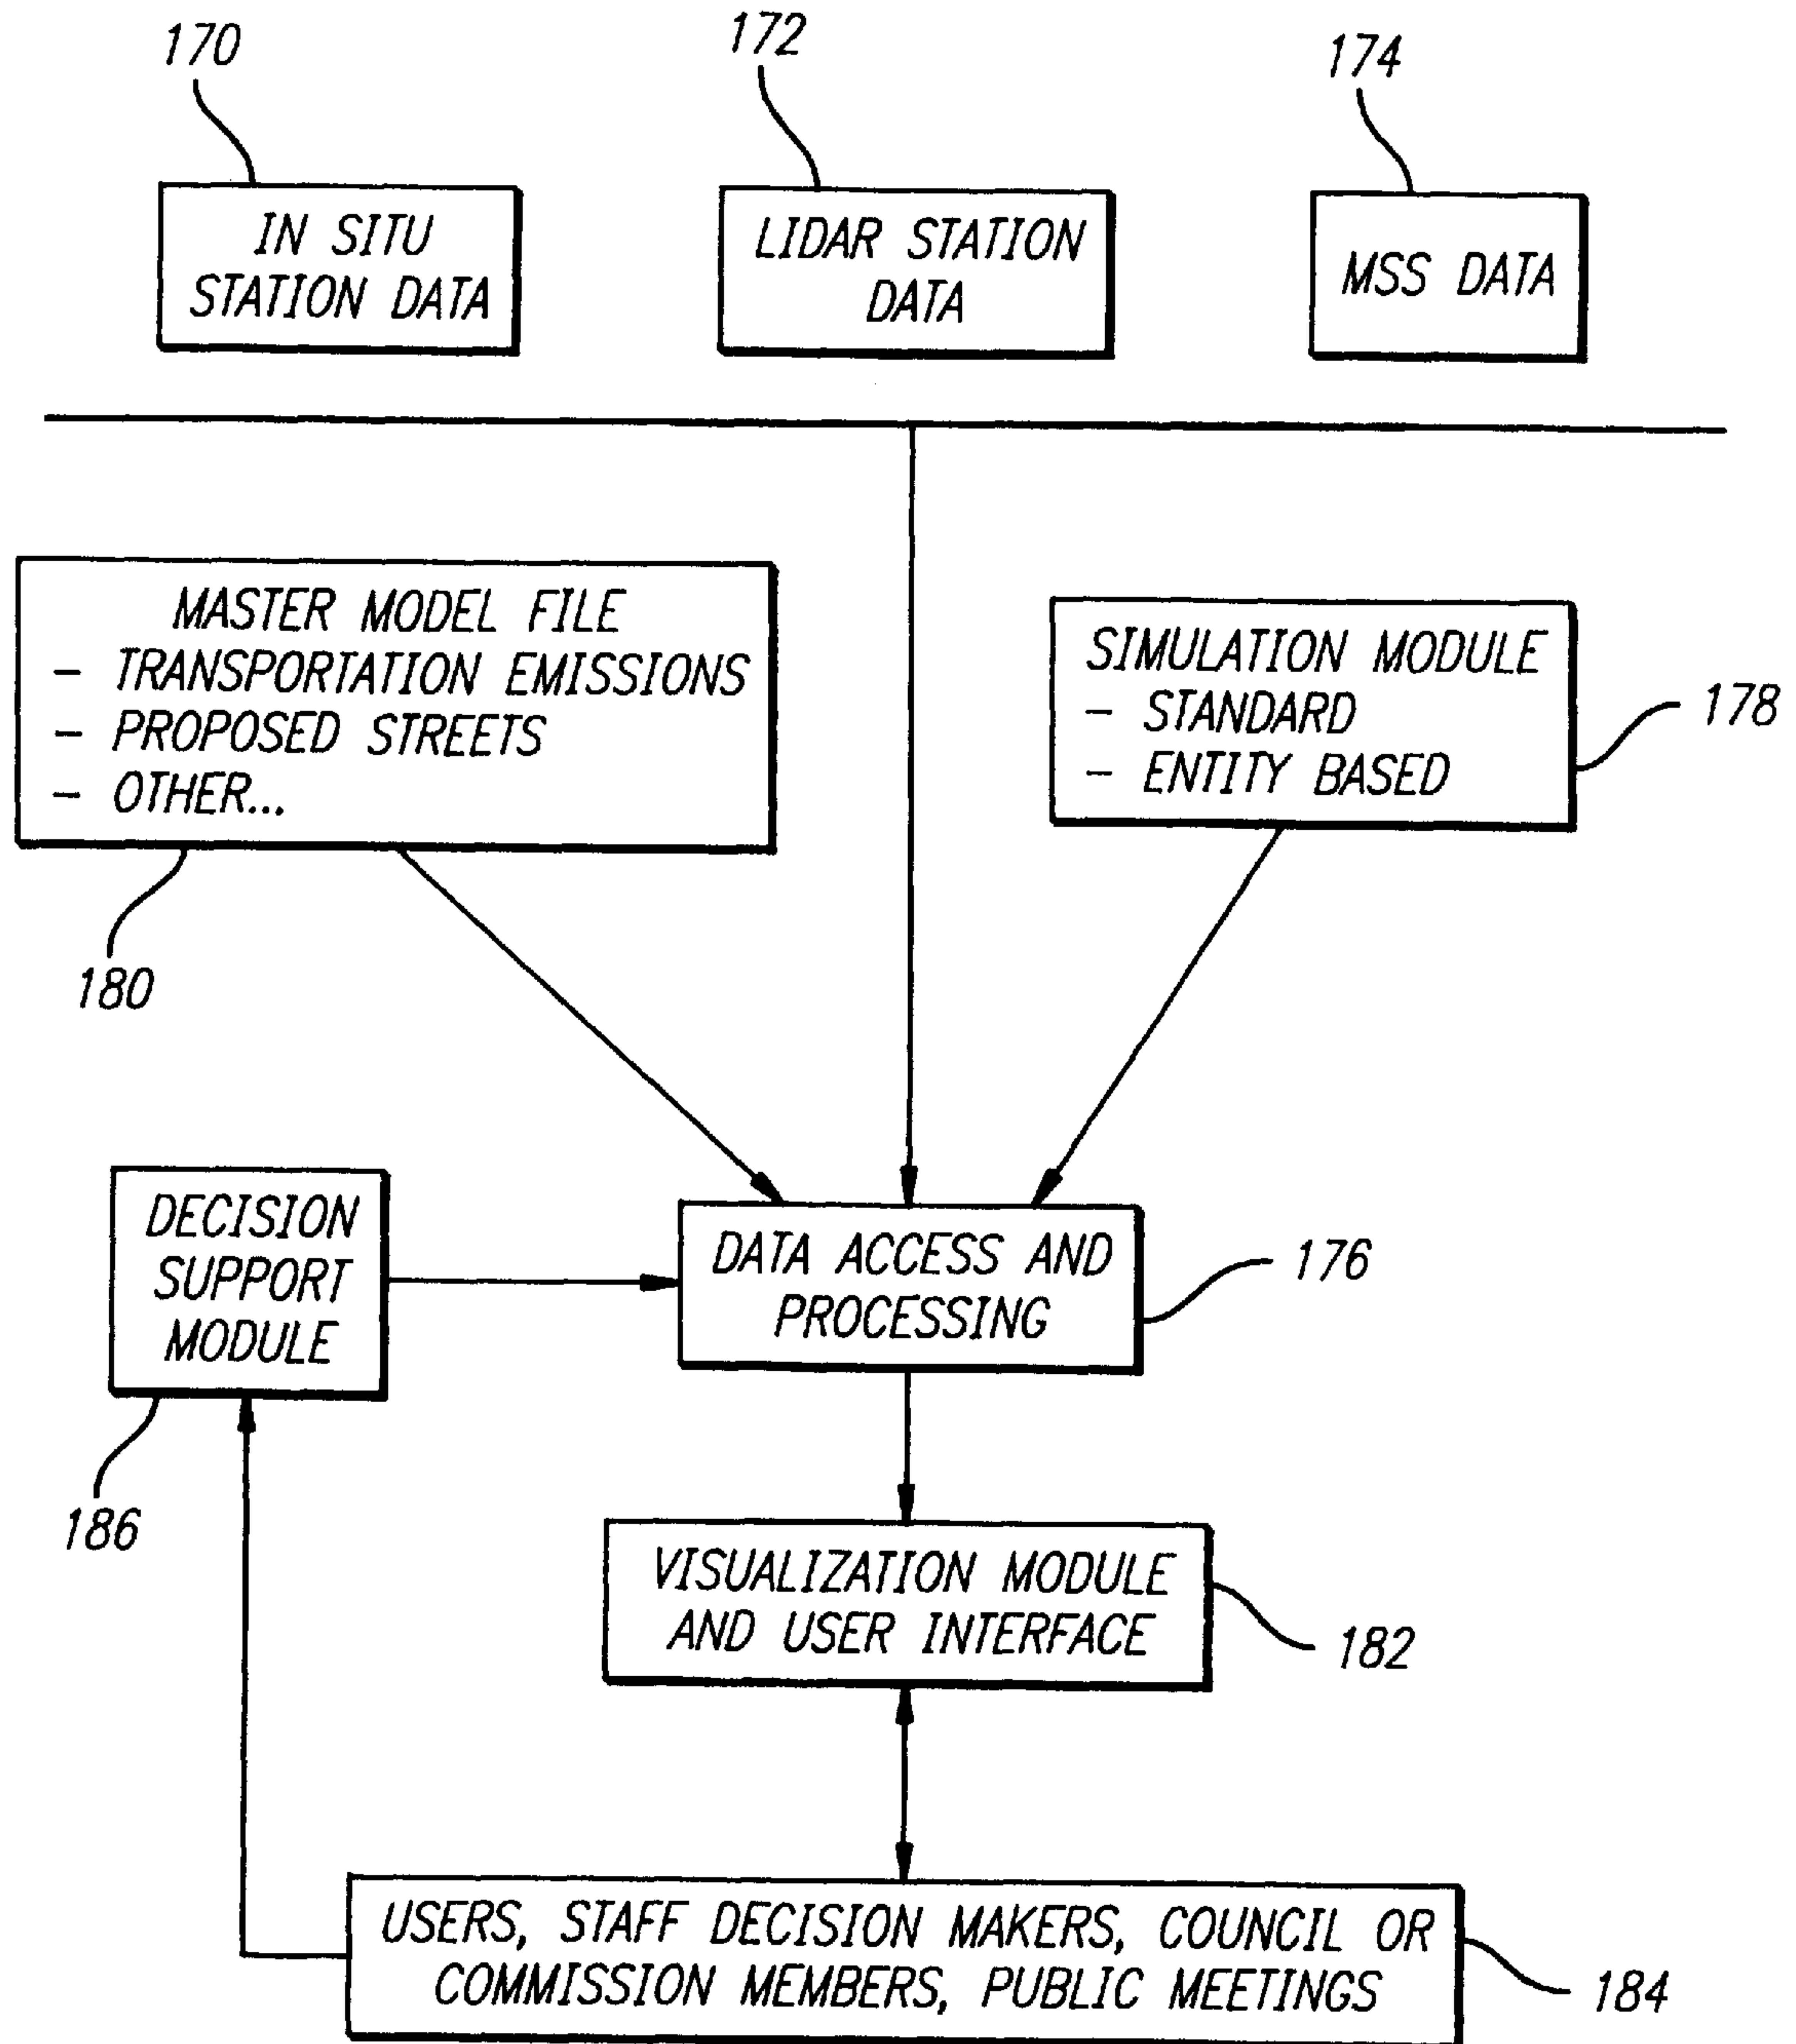 170
172
174
IN SITU
STATION DATA
LIDAR STATION
DATA
MSS DATA
MASTER MODEL FILE
- TRANSPORTATION EMISSIONS
- PROPOSED STREETS
- OTHER...
180
SIMULATION MODULE
- STANDARD
- ENTITY BASED
178
DECISION
SUPPORT
MODULE
186
DATA ACCESS AND
PROCESSING
176
VISUALIZATION MODULE
AND USER INTERFACE
182
USERS, STAFF DECISION MAKERS, COUNCIL OR
COMMISSION MEMBERS, PUBLIC MEETINGS
184